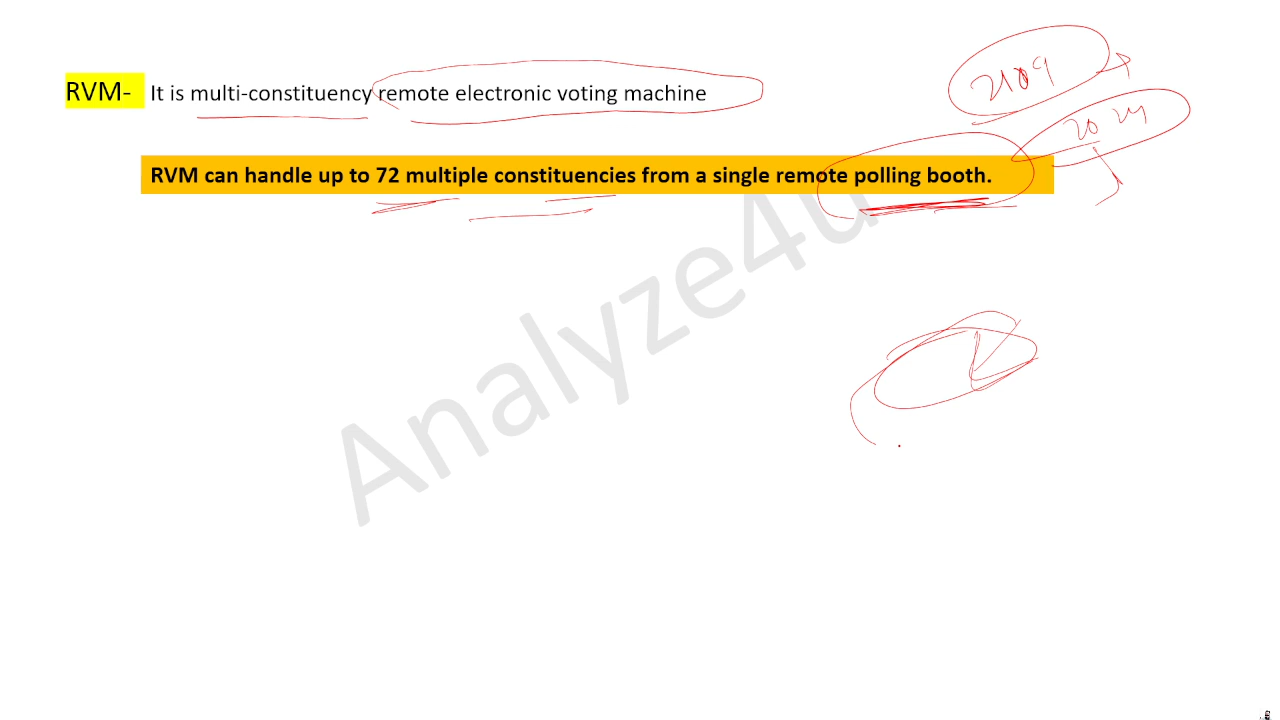 RVM- It is multi-constituency remote electronic voting machine
RVM can handle up to 72 multiple constituencies from a single remote polling booth.
2024
Analyze4u